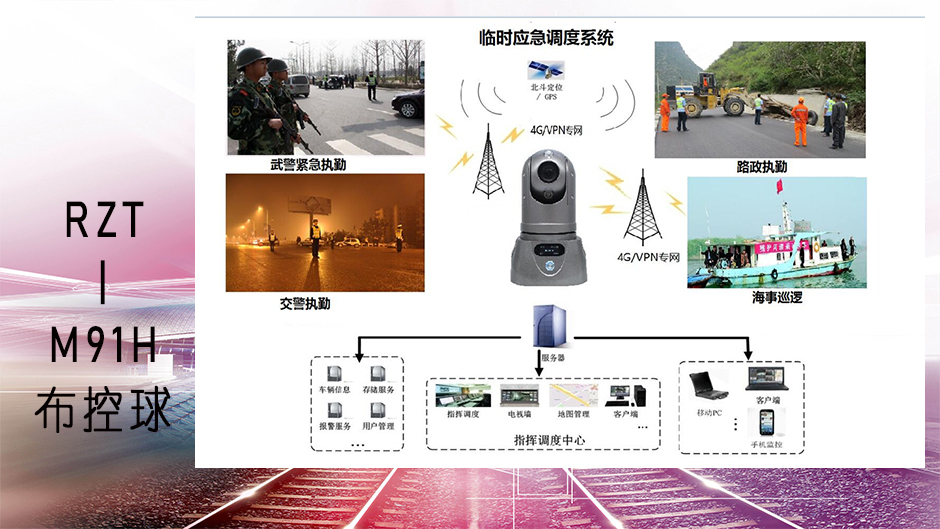 RZT
|
M91H
布控球
临时应急调度系统
北斗定位
/ GPS
4G/VPN专网
武警紧急执勤
路政执勤
4G/VPN专网
交警执勤
海事巡逻
服务器
车辆信息 存储服务
报警服务 用户管理
...
指挥调度 电视墙 地图管理 客户端
...
指挥调度中心
移动PC 客户端
手机监控